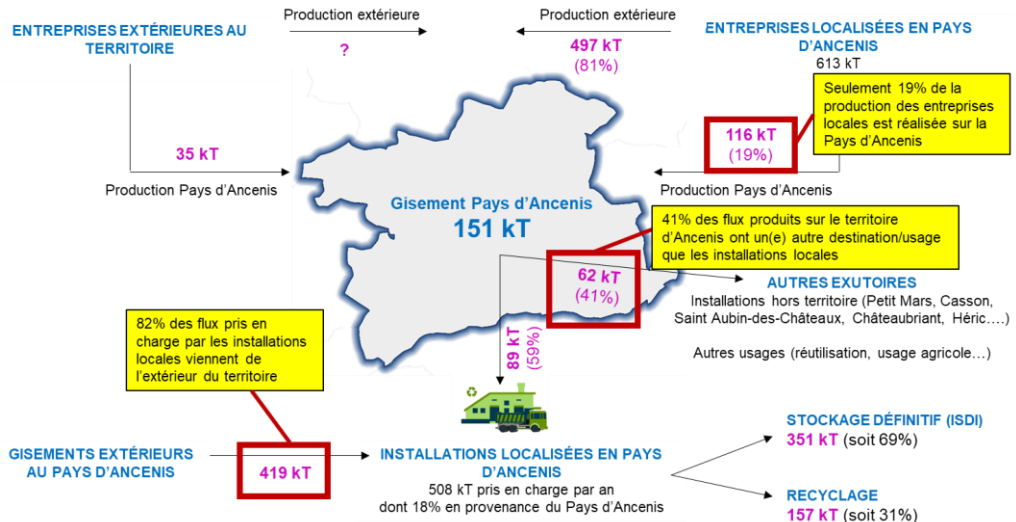 ENTREPRISES EXTÉRIEURES AU
TERRITOIRE
Production extérieure
?
Production extérieure
497 kT
(81%)
ENTREPRISES LOCALISÉES EN PAYS
D'ANCENIS
613 kT
Seulement 19% de la
production des entreprises
locales est réalisée sur la
Pays d'Ancenis
116 kT
(19%)
Production Pays d'Ancenis
35 kT
Production Pays d'Ancenis
Gisement Pays d'Ancenis
151 kT
41% des flux produits sur le territoire
d'Ancenis ont un(e) autre destination/usage
que les installations locales
62 kT
(41%)
AUTRES EXUTOIRES
Installations hors territoire (Petit Mars, Casson,
Saint Aubin-des-Châteaux, Châteaubriant, Héric….)
Autres usages (réutilisation, usage agricole…)
89 kT
(59%)
82% des flux pris en
charge par les installations
locales viennent de
l'extérieur du territoire
GISEMENTS EXTÉRIEURS
AU PAYS D'ANCENIS
419 kT
INSTALLATIONS LOCALISÉES EN PAYS
D'ANCENIS
508 kT pris en charge par an
dont 18% en provenance du Pays d'Ancenis
STOCKAGE DÉFINITIF (ISDI)
351 kT (soit 69%)
RECYCLAGE
157 kT (soit 31%)